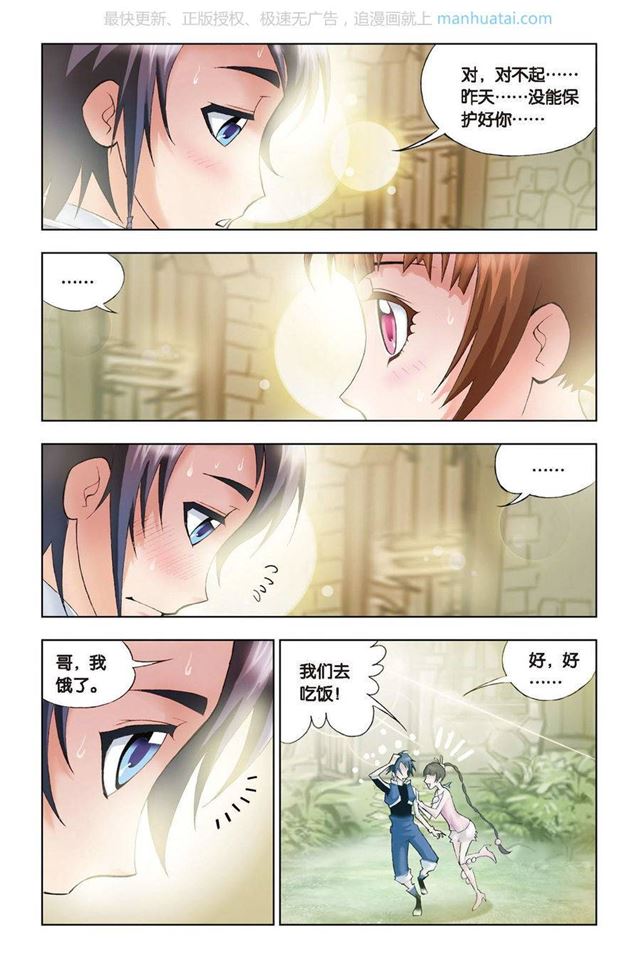 最快更新、正版授权、极速无广告，追漫画就上 manhuatai.com
对，对不起……
昨天……没能保
护好你……
……
……
哥，我
饿了。
我们去
吃饭！
好，好
……